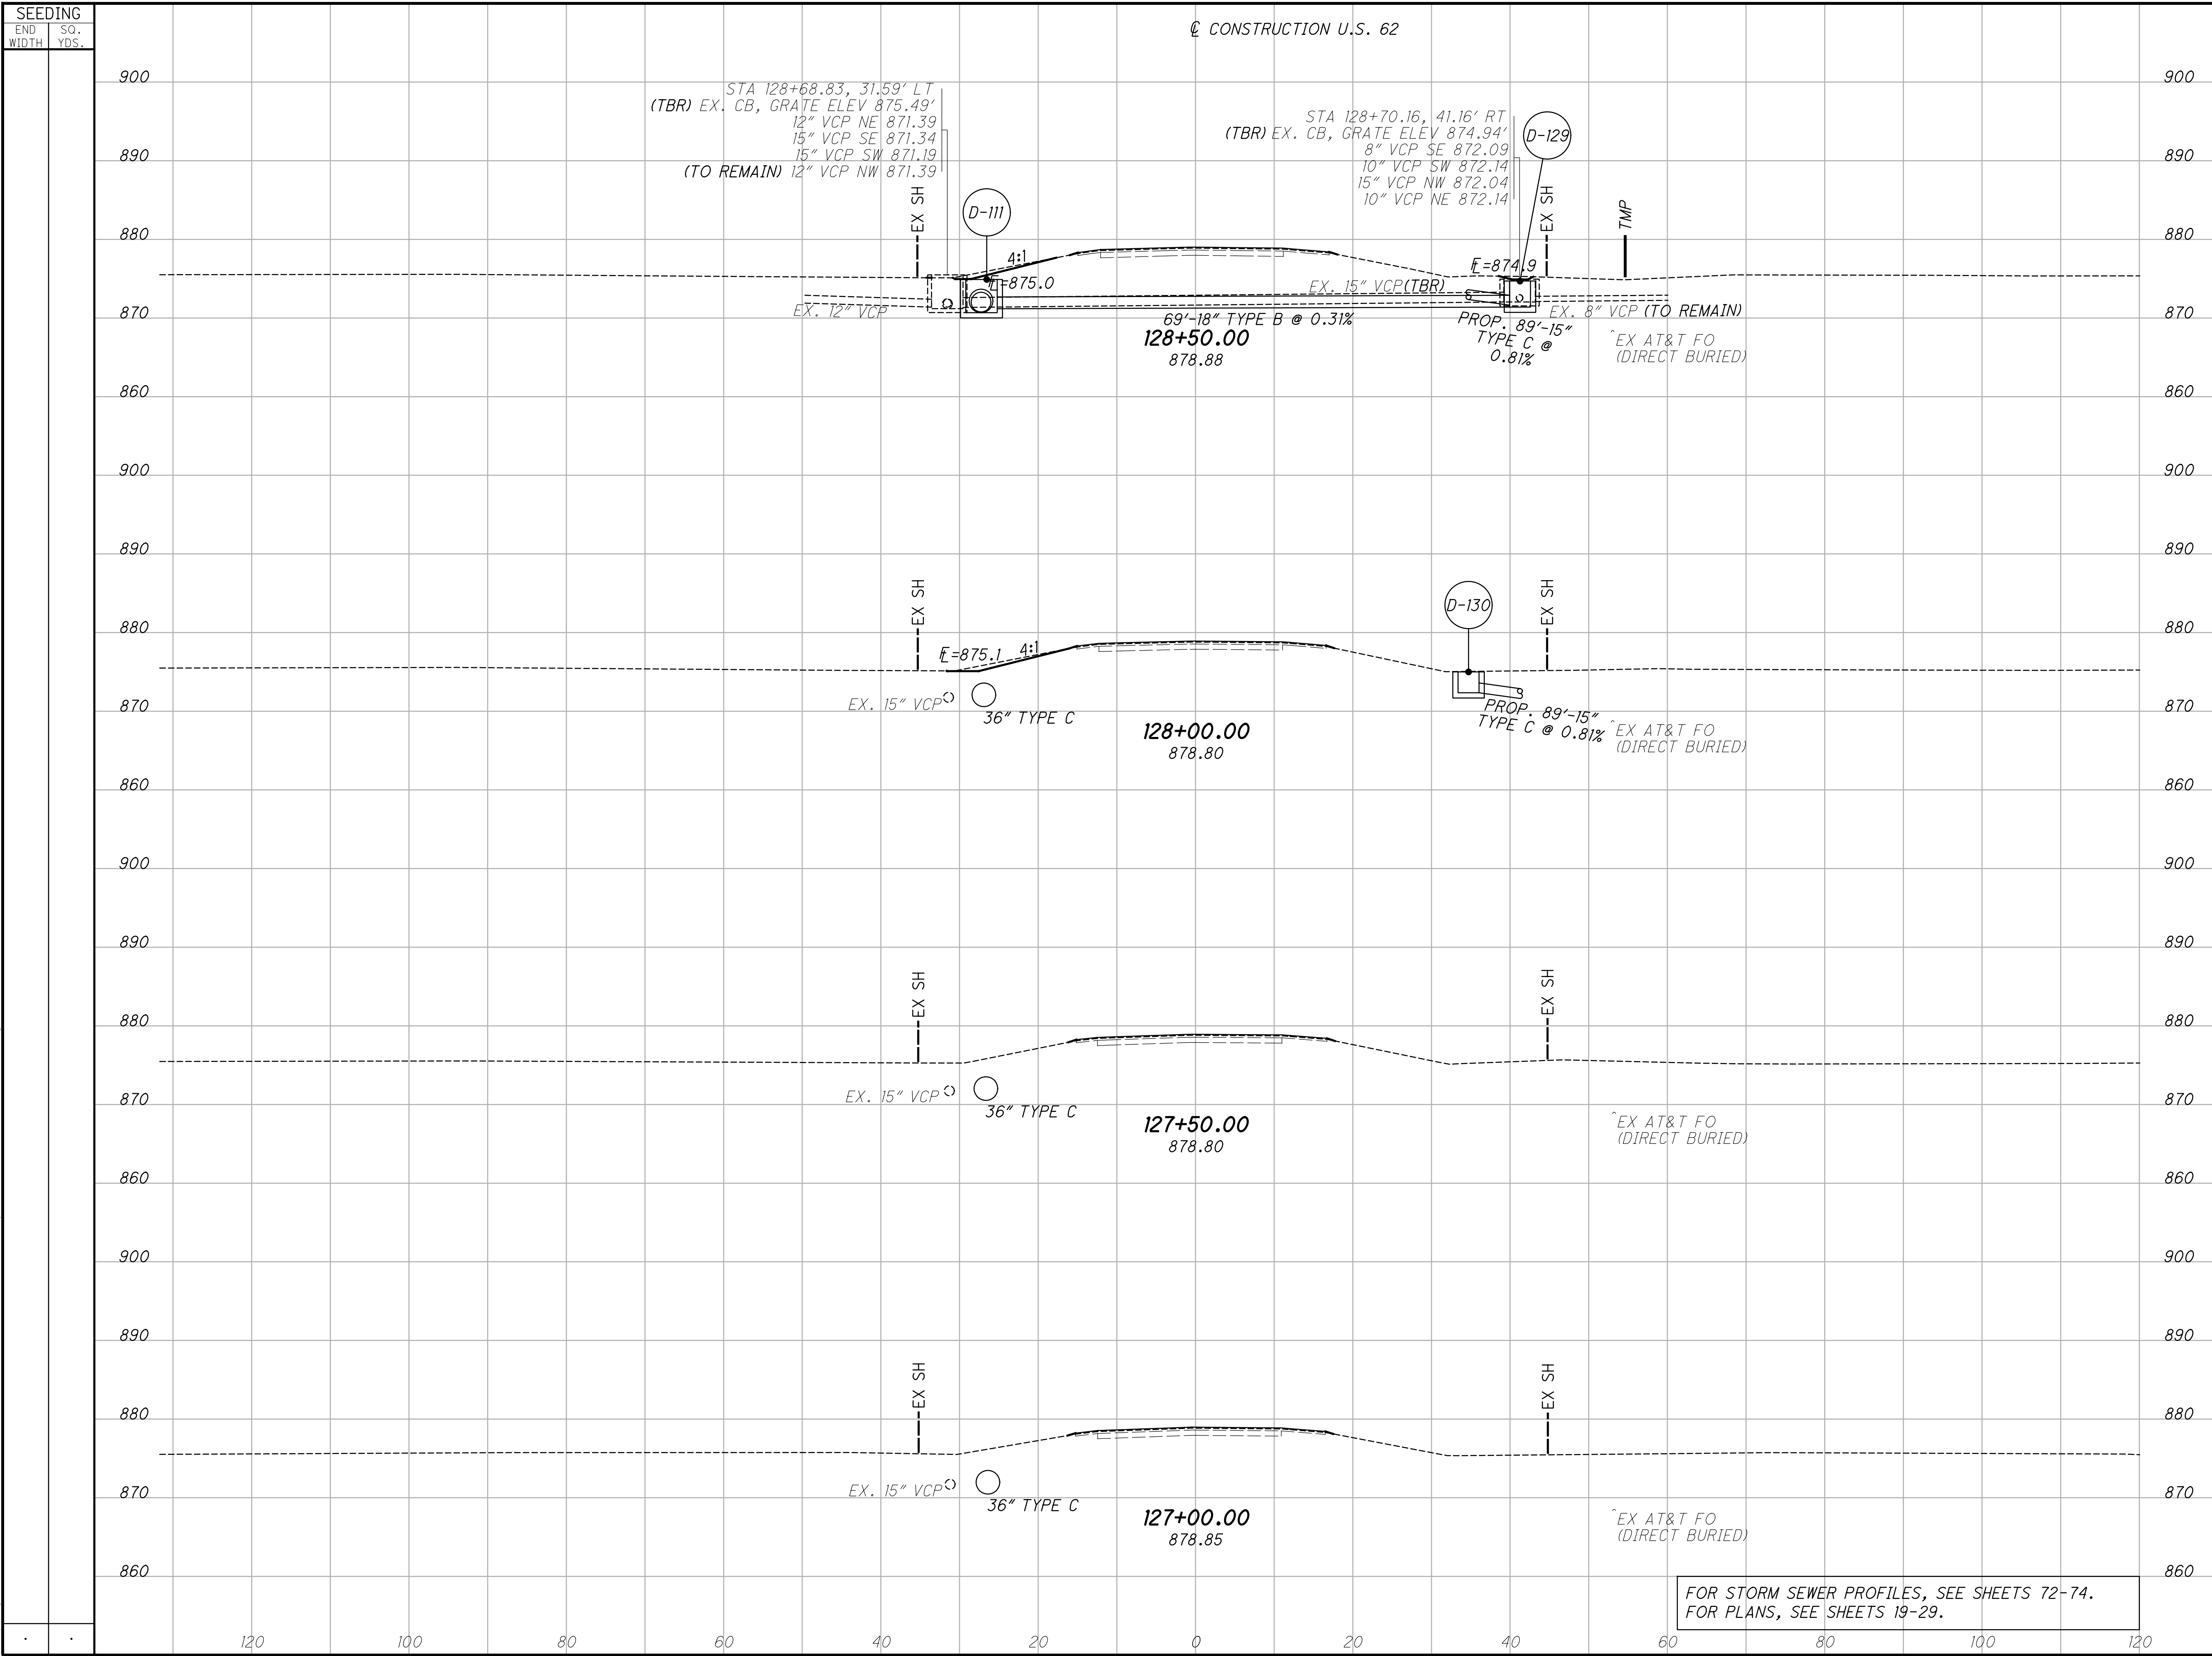 SEEDING
END WIDTH
SQ. YDS.
℄ CONSTRUCTION U.S. 62
900 900
STA 128+68.83, 31.59' LT
(TBR) EX. CB, GRATE ELEV 875.49'
12" VCP NE 871.39
15" VCP SE 871.34
15" VCP SW 871.19
(TO REMAIN) 12" VCP NW 871.39
STA 128+70.16, 41.16' RT
(TBR) EX. CB, GRATE ELEV 874.94'
8" VCP SE 872.09
10" VCP SW 872.14
15" VCP NW 872.04
10" VCP NE 872.14
D-129
890 890
EX SH
D-111
EX SH
TMP
880 880
4:1
FL=875.0
FL=874.9
EX. 15" VCP (TBR)
EX. 12" VCP
870 870
69'-18" TYPE B @ 0.31%
EX. 8" VCP (TO REMAIN)
PROP. 89'-15"
TYPE C @
0.81%
128+50.00
878.88
EX AT&T FO
(DIRECT BURIED)
860 860
900 900
890 890
EX SH
D-130
EX SH
880 880
FL=875.1
4:1
EX. 15" VCP
36" TYPE C
870 870
PROP. 89'-15"
TYPE C @ 0.81%
128+00.00
878.80
EX AT&T FO
(DIRECT BURIED)
860 860
900 900
890 890
EX SH
EX SH
880 880
EX. 15" VCP
36" TYPE C
870 870
127+50.00
878.80
EX AT&T FO
(DIRECT BURIED)
860 860
900 900
890 890
EX SH
EX SH
880 880
EX. 15" VCP
36" TYPE C
870 870
127+00.00
878.85
EX AT&T FO
(DIRECT BURIED)
860 860
FOR STORM SEWER PROFILES, SEE SHEETS 72-74.
FOR PLANS, SEE SHEETS 19-29.
120 100 80 60 40 20 0 20 40 60 80 100 120